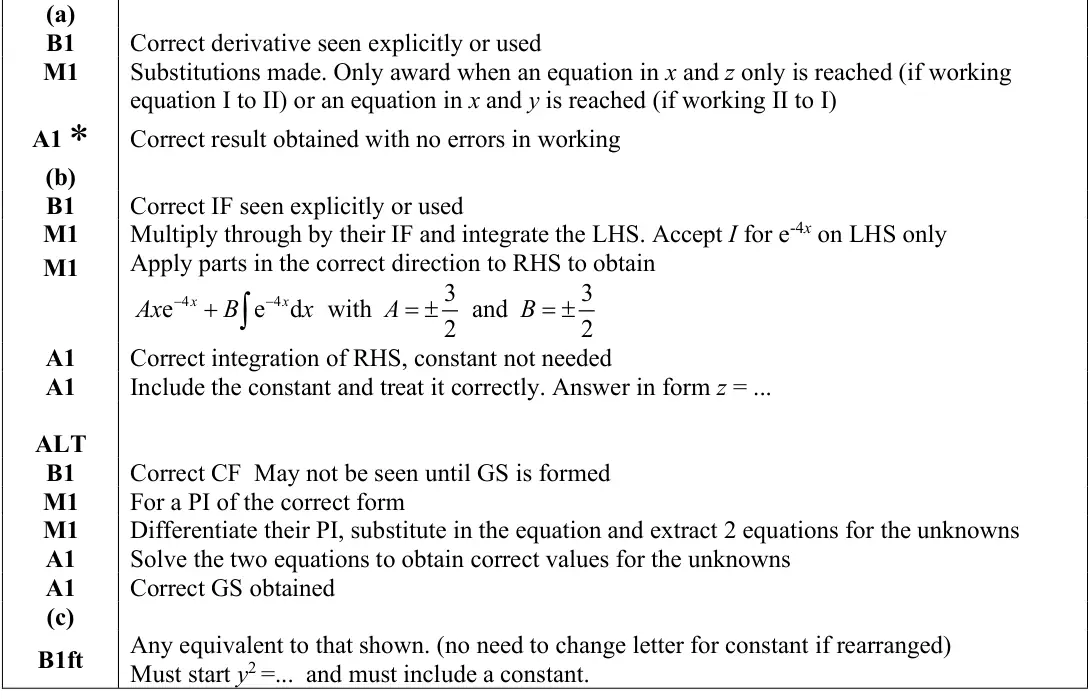 (a)
B1 Correct derivative seen explicitly or used
M1 Substitutions made. Only award when an equation in x and z only is reached (if working
equation I to II) or an equation in x and y is reached (if working II to I)
A1 * Correct result obtained with no errors in working
(b)
B1 Correct IF seen explicitly or used
M1 Multiply through by their IF and integrate the LHS. Accept I for e⁻⁴ˣ on LHS only
M1 Apply parts in the correct direction to RHS to obtain
Axe⁻⁴ˣ + B∫e⁻⁴ˣdx with A = ± 3/2 and B = ± 3/2
A1 Correct integration of RHS, constant not needed
A1 Include the constant and treat it correctly. Answer in form z = ...
ALT
B1 Correct CF May not be seen until GS is formed
M1 For a PI of the correct form
M1 Differentiate their PI, substitute in the equation and extract 2 equations for the unknowns
A1 Solve the two equations to obtain correct values for the unknowns
A1 Correct GS obtained
(c)
B1ft Any equivalent to that shown. (no need to change letter for constant if rearranged)
Must start y² =... and must include a constant.